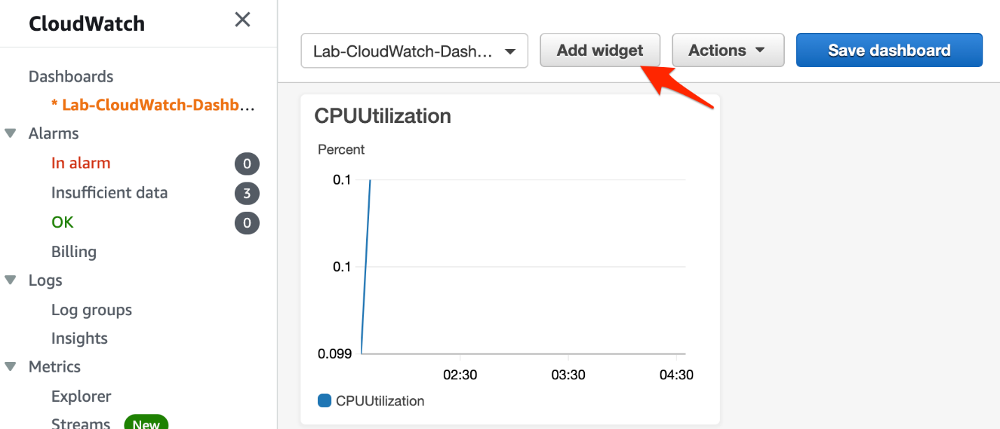 CloudWatch
Dashboards
* Lab-CloudWatch-Dashb...
Alarms
In alarm 0
Insufficient data 3
OK 0
Billing
Logs
Log groups
Insights
Metrics
Explorer
Streams New
Lab-CloudWatch-Dash... Add widget Actions Save dashboard
CPUUtilization
Percent
0.1
0.1
0.099
02:30 03:30 04:30
CPUUtilization